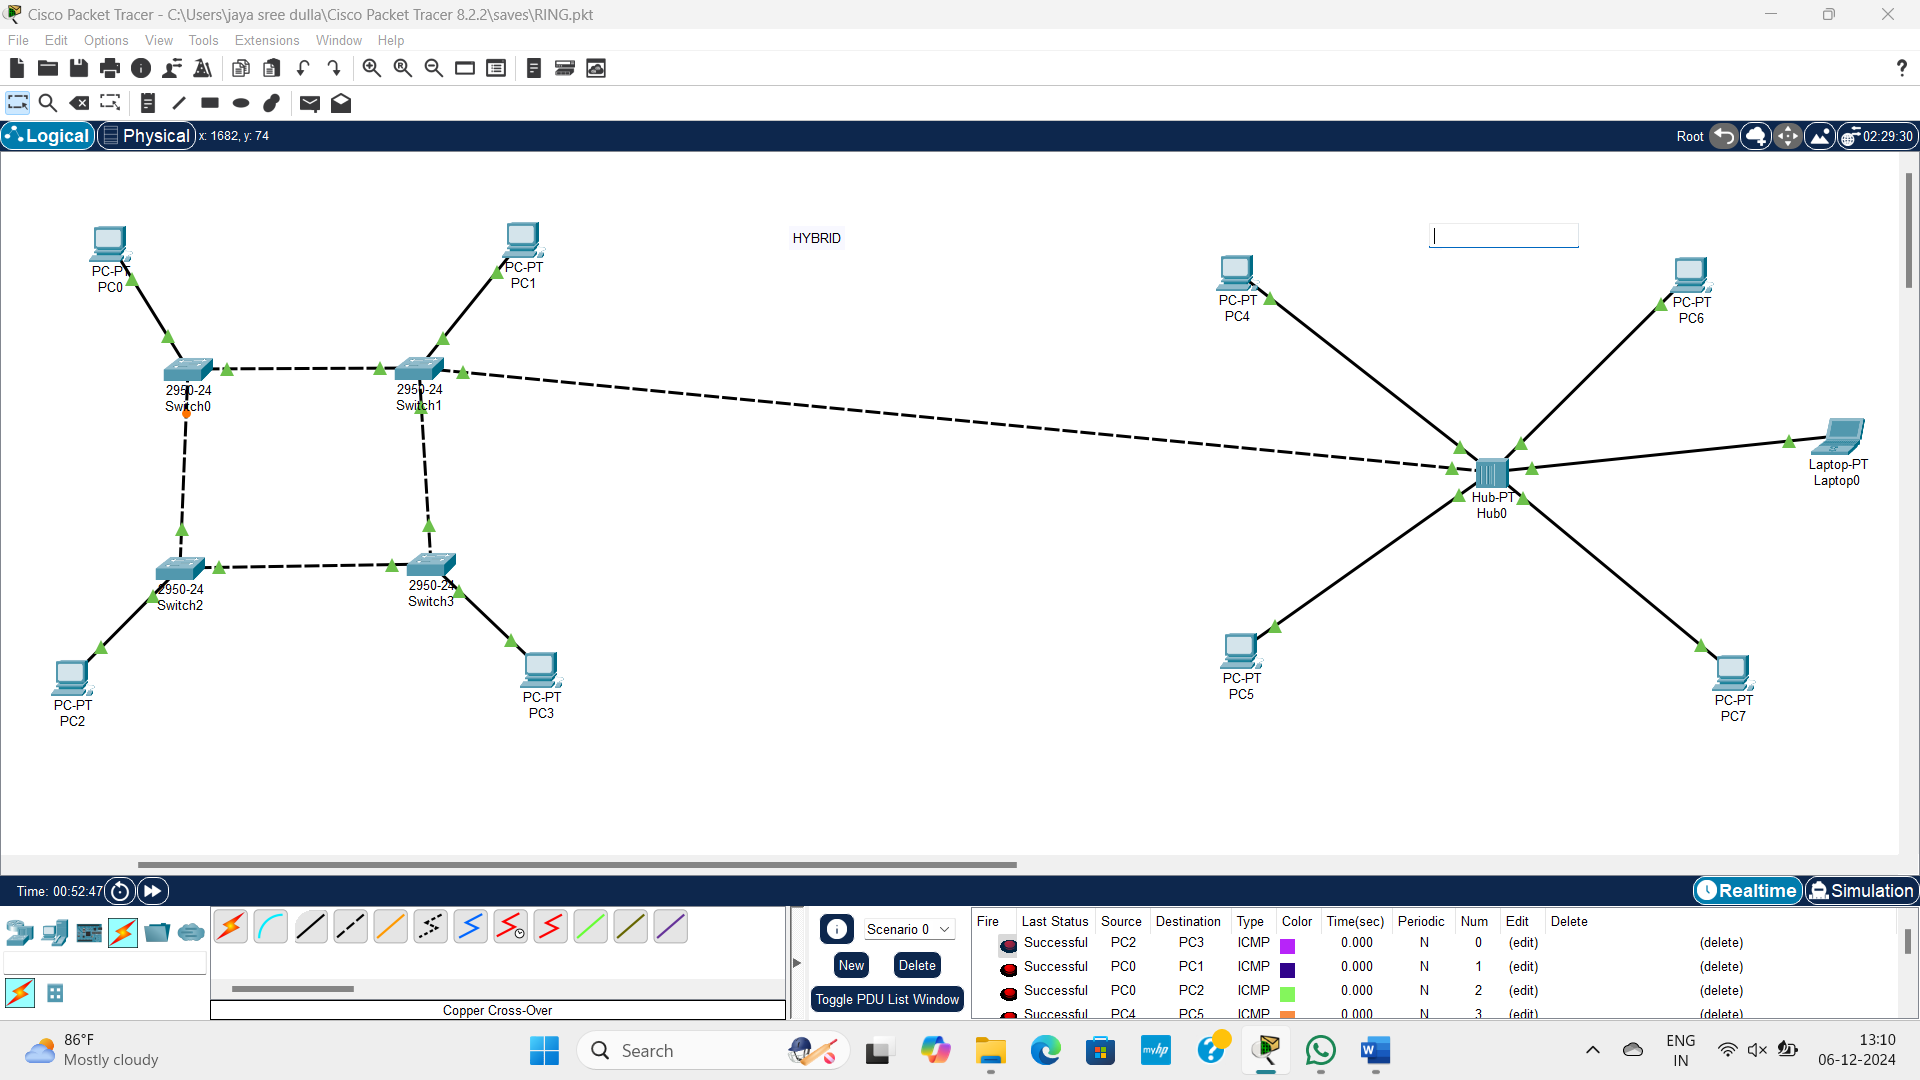 Cisco Packet Tracer - C:\Users\jaya sree dulla\Cisco Packet Tracer 8.2.2\saves\RING.pkt
File Edit Options View Tools Extensions Window Help
?
Logical Physical x: 1682, y: 74 Root 02:29:30
HYBRID
PC-PT
PC0
PC-PT
PC1
PC-PT
PC4
PC-PT
PC6
2950-24
Switch0
2950-24
Switch1
Laptop-PT
Laptop0
Hub-PT
Hub0
2950-24
Switch2
2950-24
Switch3
PC-PT
PC2
PC-PT
PC3
PC-PT
PC5
PC-PT
PC7
Time: 00:52:47 Realtime Simulation
Scenario 0
New Delete
Toggle PDU List Window
Copper Cross-Over
Fire Last Status Source Destination Type Color Time(sec) Periodic Num Edit Delete
Successful PC2 PC3 ICMP 0.000 N 0 (edit) (delete)
Successful PC0 PC1 ICMP 0.000 N 1 (edit) (delete)
Successful PC0 PC2 ICMP 0.000 N 2 (edit) (delete)
Successful PC4 PC5 ICMP 0.000 N 3 (edit) (delete)
86°F
Mostly cloudy
Search
myhp
ENG
IN
13:10
06-12-2024